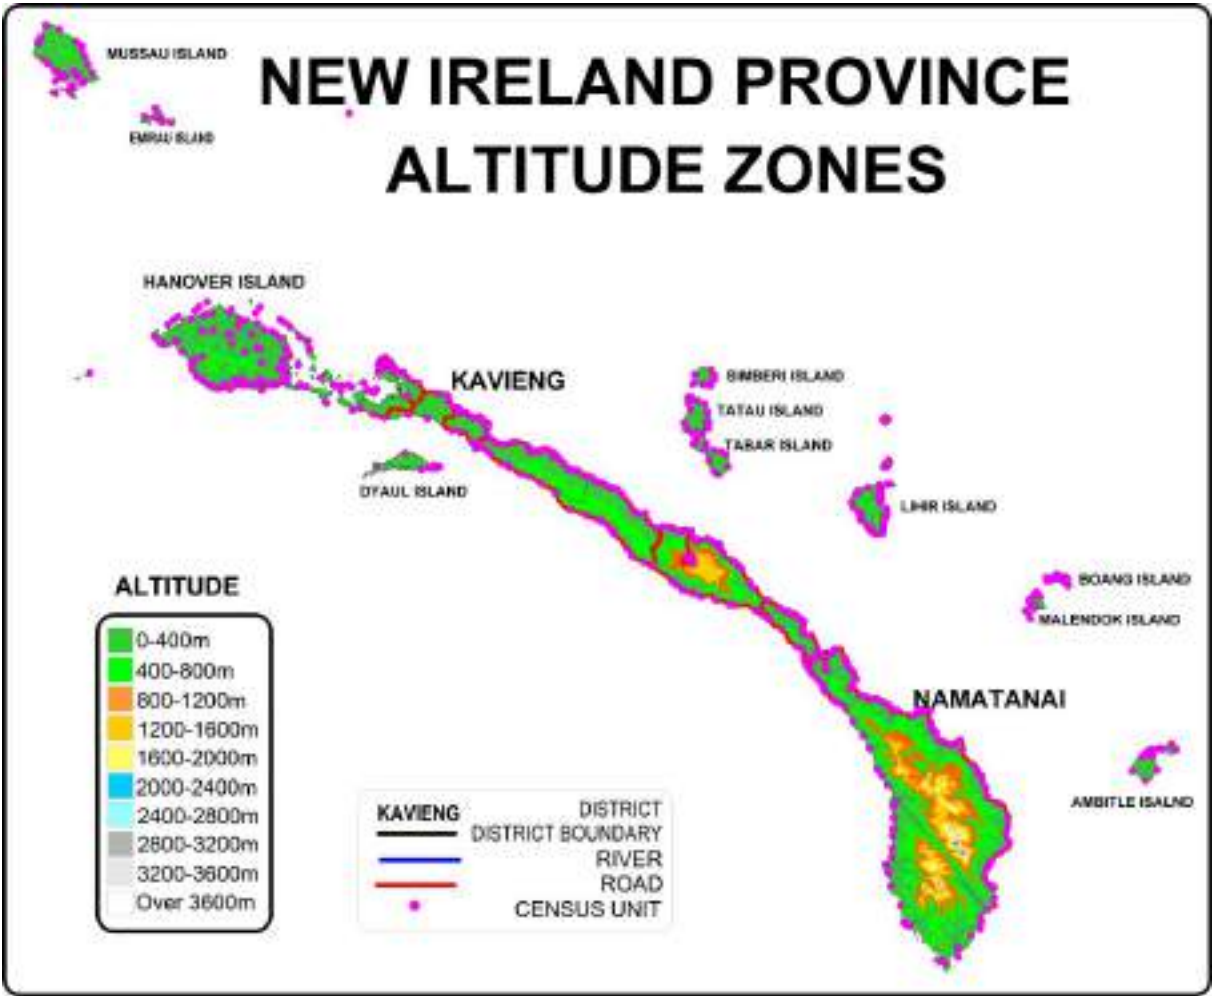 MUSSAU ISLAND
NEW IRELAND PROVINCE
EMRAU ISLAND
ALTITUDE ZONES
HANOVER ISLAND
KAVIENG
SIMBERI ISLAND
TATAU ISLAND
TABAR ISLAND
DYAUL ISLAND
LIHIR ISLAND
BOANG ISLAND
MALENDOK ISLAND
NAMATANAI
AMBITLE ISALND
ALTITUDE
0-400m
400-800m
800-1200m
1200-1600m
1600-2000m
2000-2400m
2400-2800m
2800-3200m
3200-3600m
Over 3600m
KAVIENG DISTRICT
DISTRICT BOUNDARY
RIVER
ROAD
CENSUS UNIT